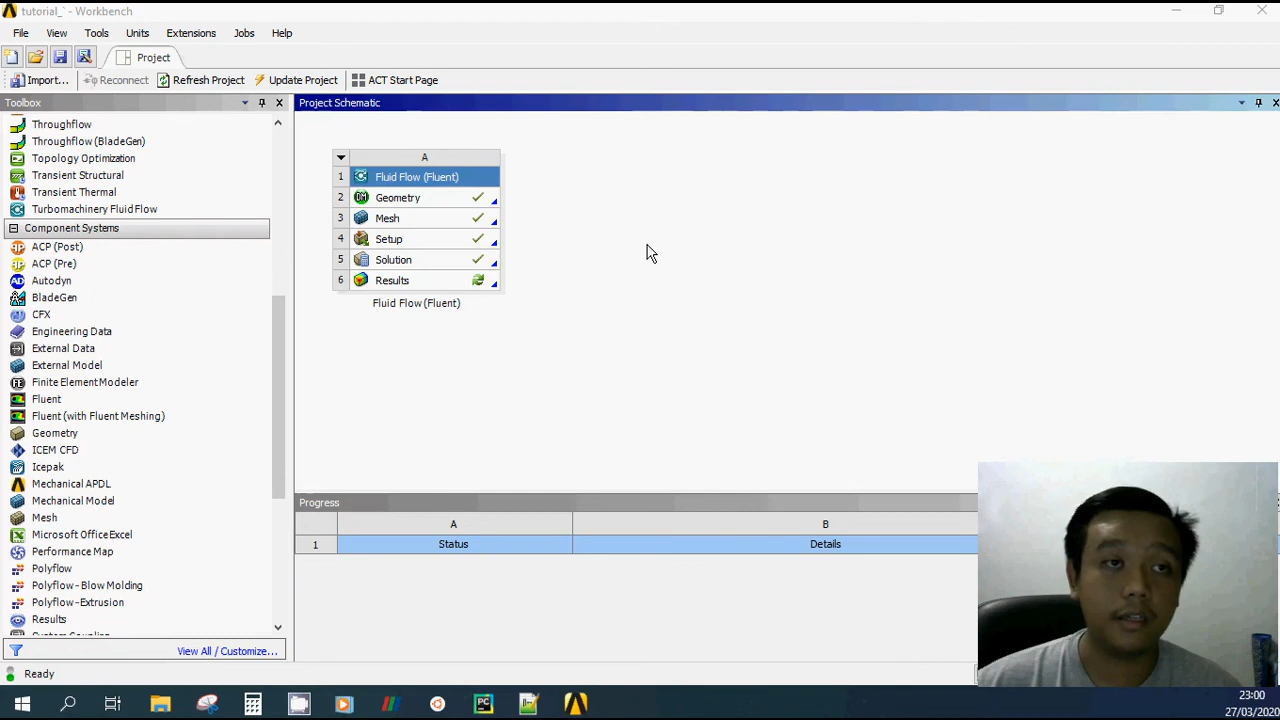 tutorial_` - Workbench
File View Tools Units Extensions Jobs Help
Project
Import... Reconnect Refresh Project Update Project ACT Start Page
Toolbox
Throughflow
Throughflow (BladeGen)
Topology Optimization
Transient Structural
Transient Thermal
Turbomachinery Fluid Flow
Component Systems
ACP (Post)
ACP (Pre)
Autodyn
BladeGen
CFX
Engineering Data
External Data
External Model
Finite Element Modeler
Fluent
Fluent (with Fluent Meshing)
Geometry
ICEM CFD
Icepak
Mechanical APDL
Mechanical Model
Mesh
Microsoft Office Excel
Performance Map
Polyflow
Polyflow - Blow Molding
Polyflow - Extrusion
Results
System Coupling
View All / Customize...
Project Schematic
A
1 Fluid Flow (Fluent)
2 Geometry
3 Mesh
4 Setup
5 Solution
6 Results
Fluid Flow (Fluent)
Progress
A B
1 Status Details
Ready
23:00
27/03/2020